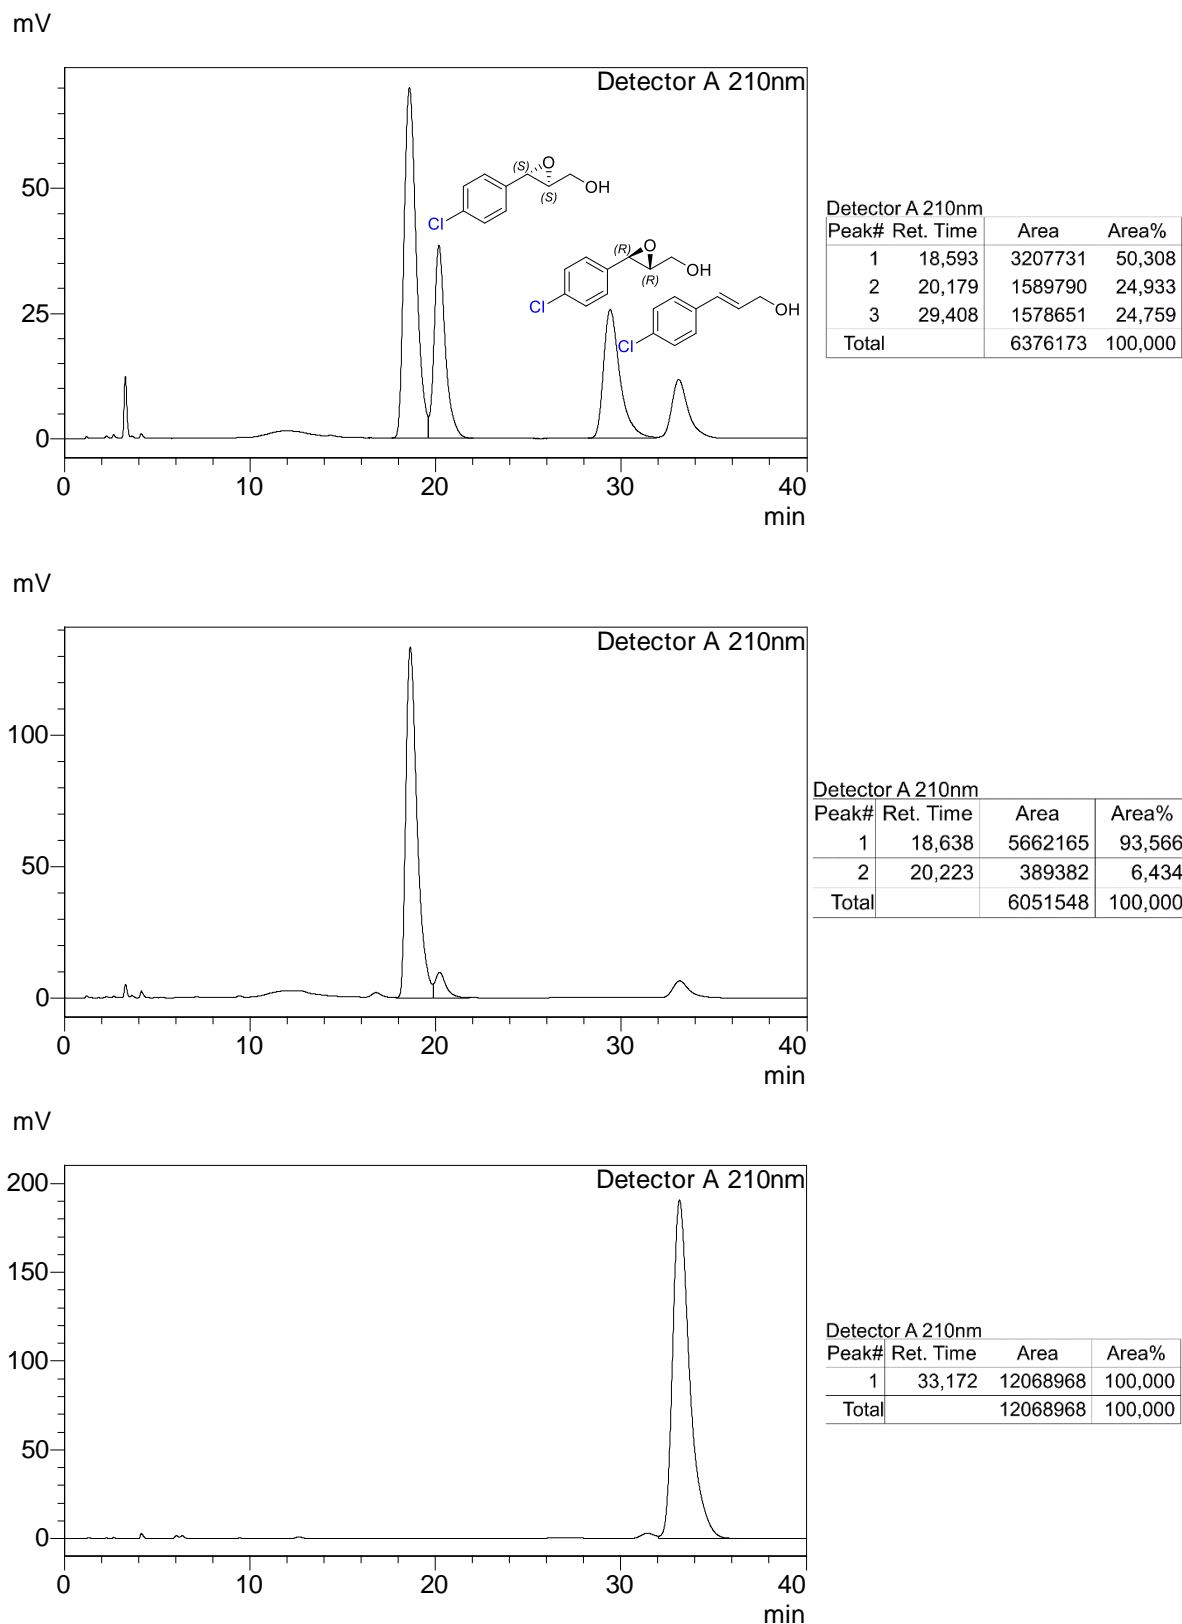 mV
Detector A 210nm
50
25
0
0 10 20 30 40
min
(S) O
(S) OH
Cl
(R) O
(R) OH
Cl
OH
Cl
Detector A 210nm
Peak# Ret. Time Area Area%
1 18,593 3207731 50,308
2 20,179 1589790 24,933
3 29,408 1578651 24,759
Total 6376173 100,000
mV
Detector A 210nm
100
50
0
0 10 20 30 40
min
Detector A 210nm
Peak# Ret. Time Area Area%
1 18,638 5662165 93,566
2 20,223 389382 6,434
Total 6051548 100,000
mV
Detector A 210nm
200
150
100
50
0
0 10 20 30 40
min
Detector A 210nm
Peak# Ret. Time Area Area%
1 33,172 12068968 100,000
Total 12068968 100,000